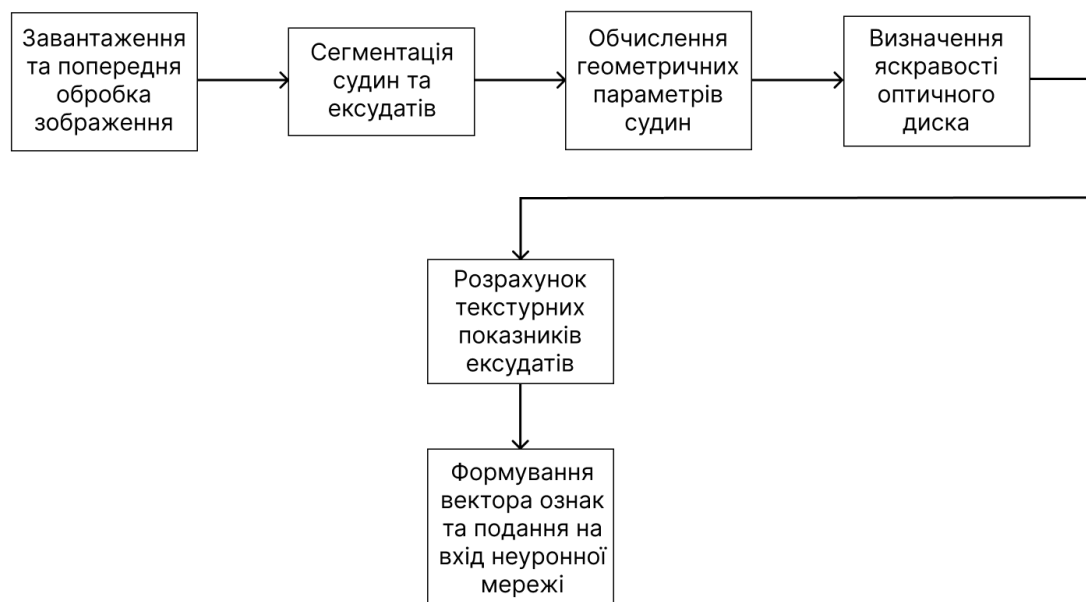 Завантаження
та попередня
обробка
зображення
Сегментація
судин та
ексудатів
Обчислення
геометричних
параметрів
судин
Визначення
яскравості
оптичного
диска
Розрахунок
текстурних
показників
ексудатів
Формування
вектора ознак
та подання на
вхід неуронної
мережі